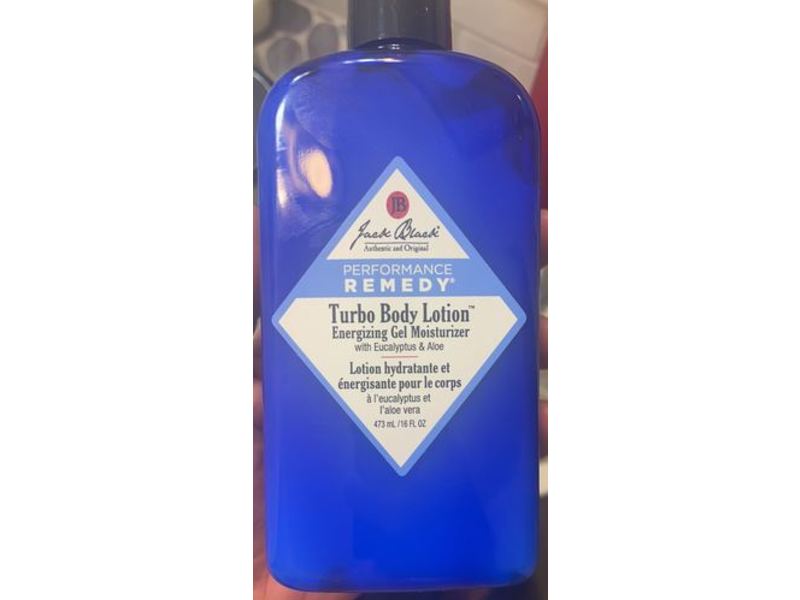 JB
Jack Black®
Authentic and Original
PERFORMANCE
REMEDY®
Turbo Body Lotion™
Energizing Gel Moisturizer
with Eucalyptus & Aloe
Lotion hydratante et
énergisante pour le corps
à l'eucalyptus et
l'aloe vera
473 mL /16 FL OZ